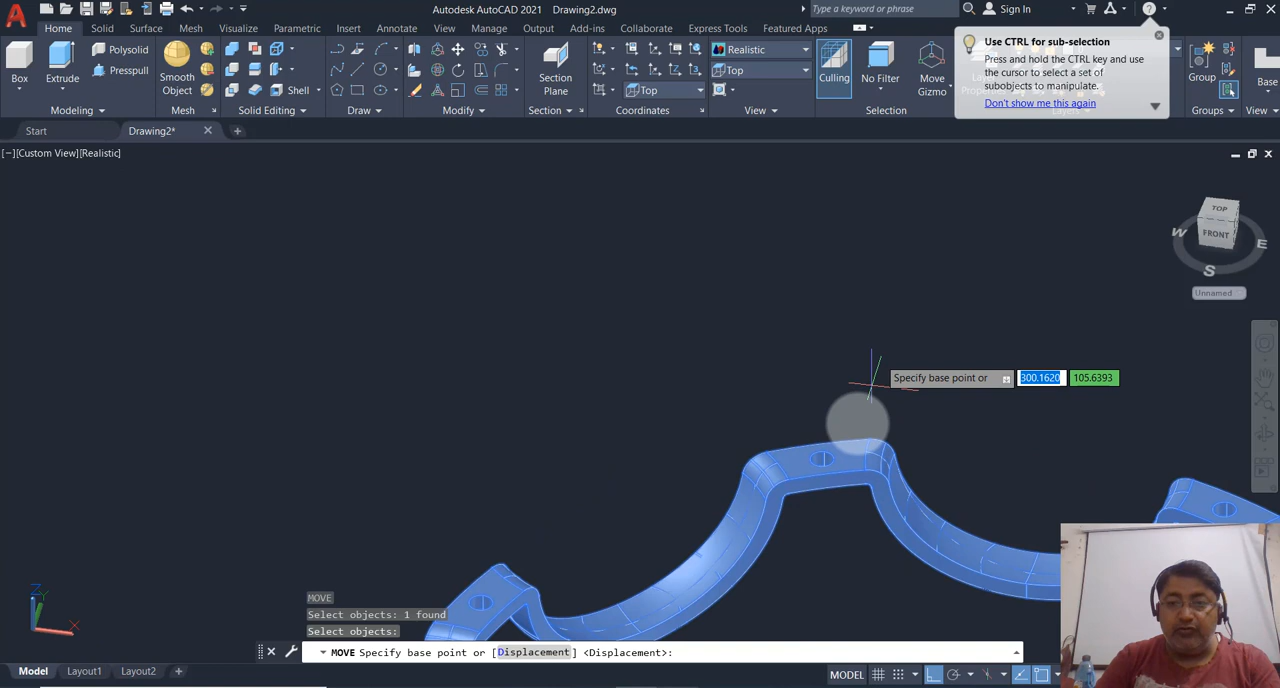 Autodesk AutoCAD 2021 Drawing2.dwg
Type a keyword or phrase
Sign In
Home Solid Surface Mesh Visualize Parametric Insert Annotate View Manage Output Add-ins Collaborate Express Tools Featured Apps
Use CTRL for sub-selection
Press and hold the CTRL key and use
the cursor to select a set of
subobjects to manipulate.
Don't show me this again
Polysolid
Presspull
Box
Extrude
Smooth
Object
Shell
Section
Plane
Top
Realistic
Top
Culling
No Filter
Move
Gizmo
Group
Base
Modeling
Mesh
Solid Editing
Draw
Modify
Section
Coordinates
View
Selection
Groups
View
Start
Drawing2*
[−][Custom View][Realistic]
TOP
FRONT
W
E
S
Unnamed
Specify base point or
300.1620
105.6393
Z
Y
X
MOVE
Select objects: 1 found
Select objects:
MOVE Specify base point or [Displacement] <Displacement>:
Model
Layout1
Layout2
MODEL